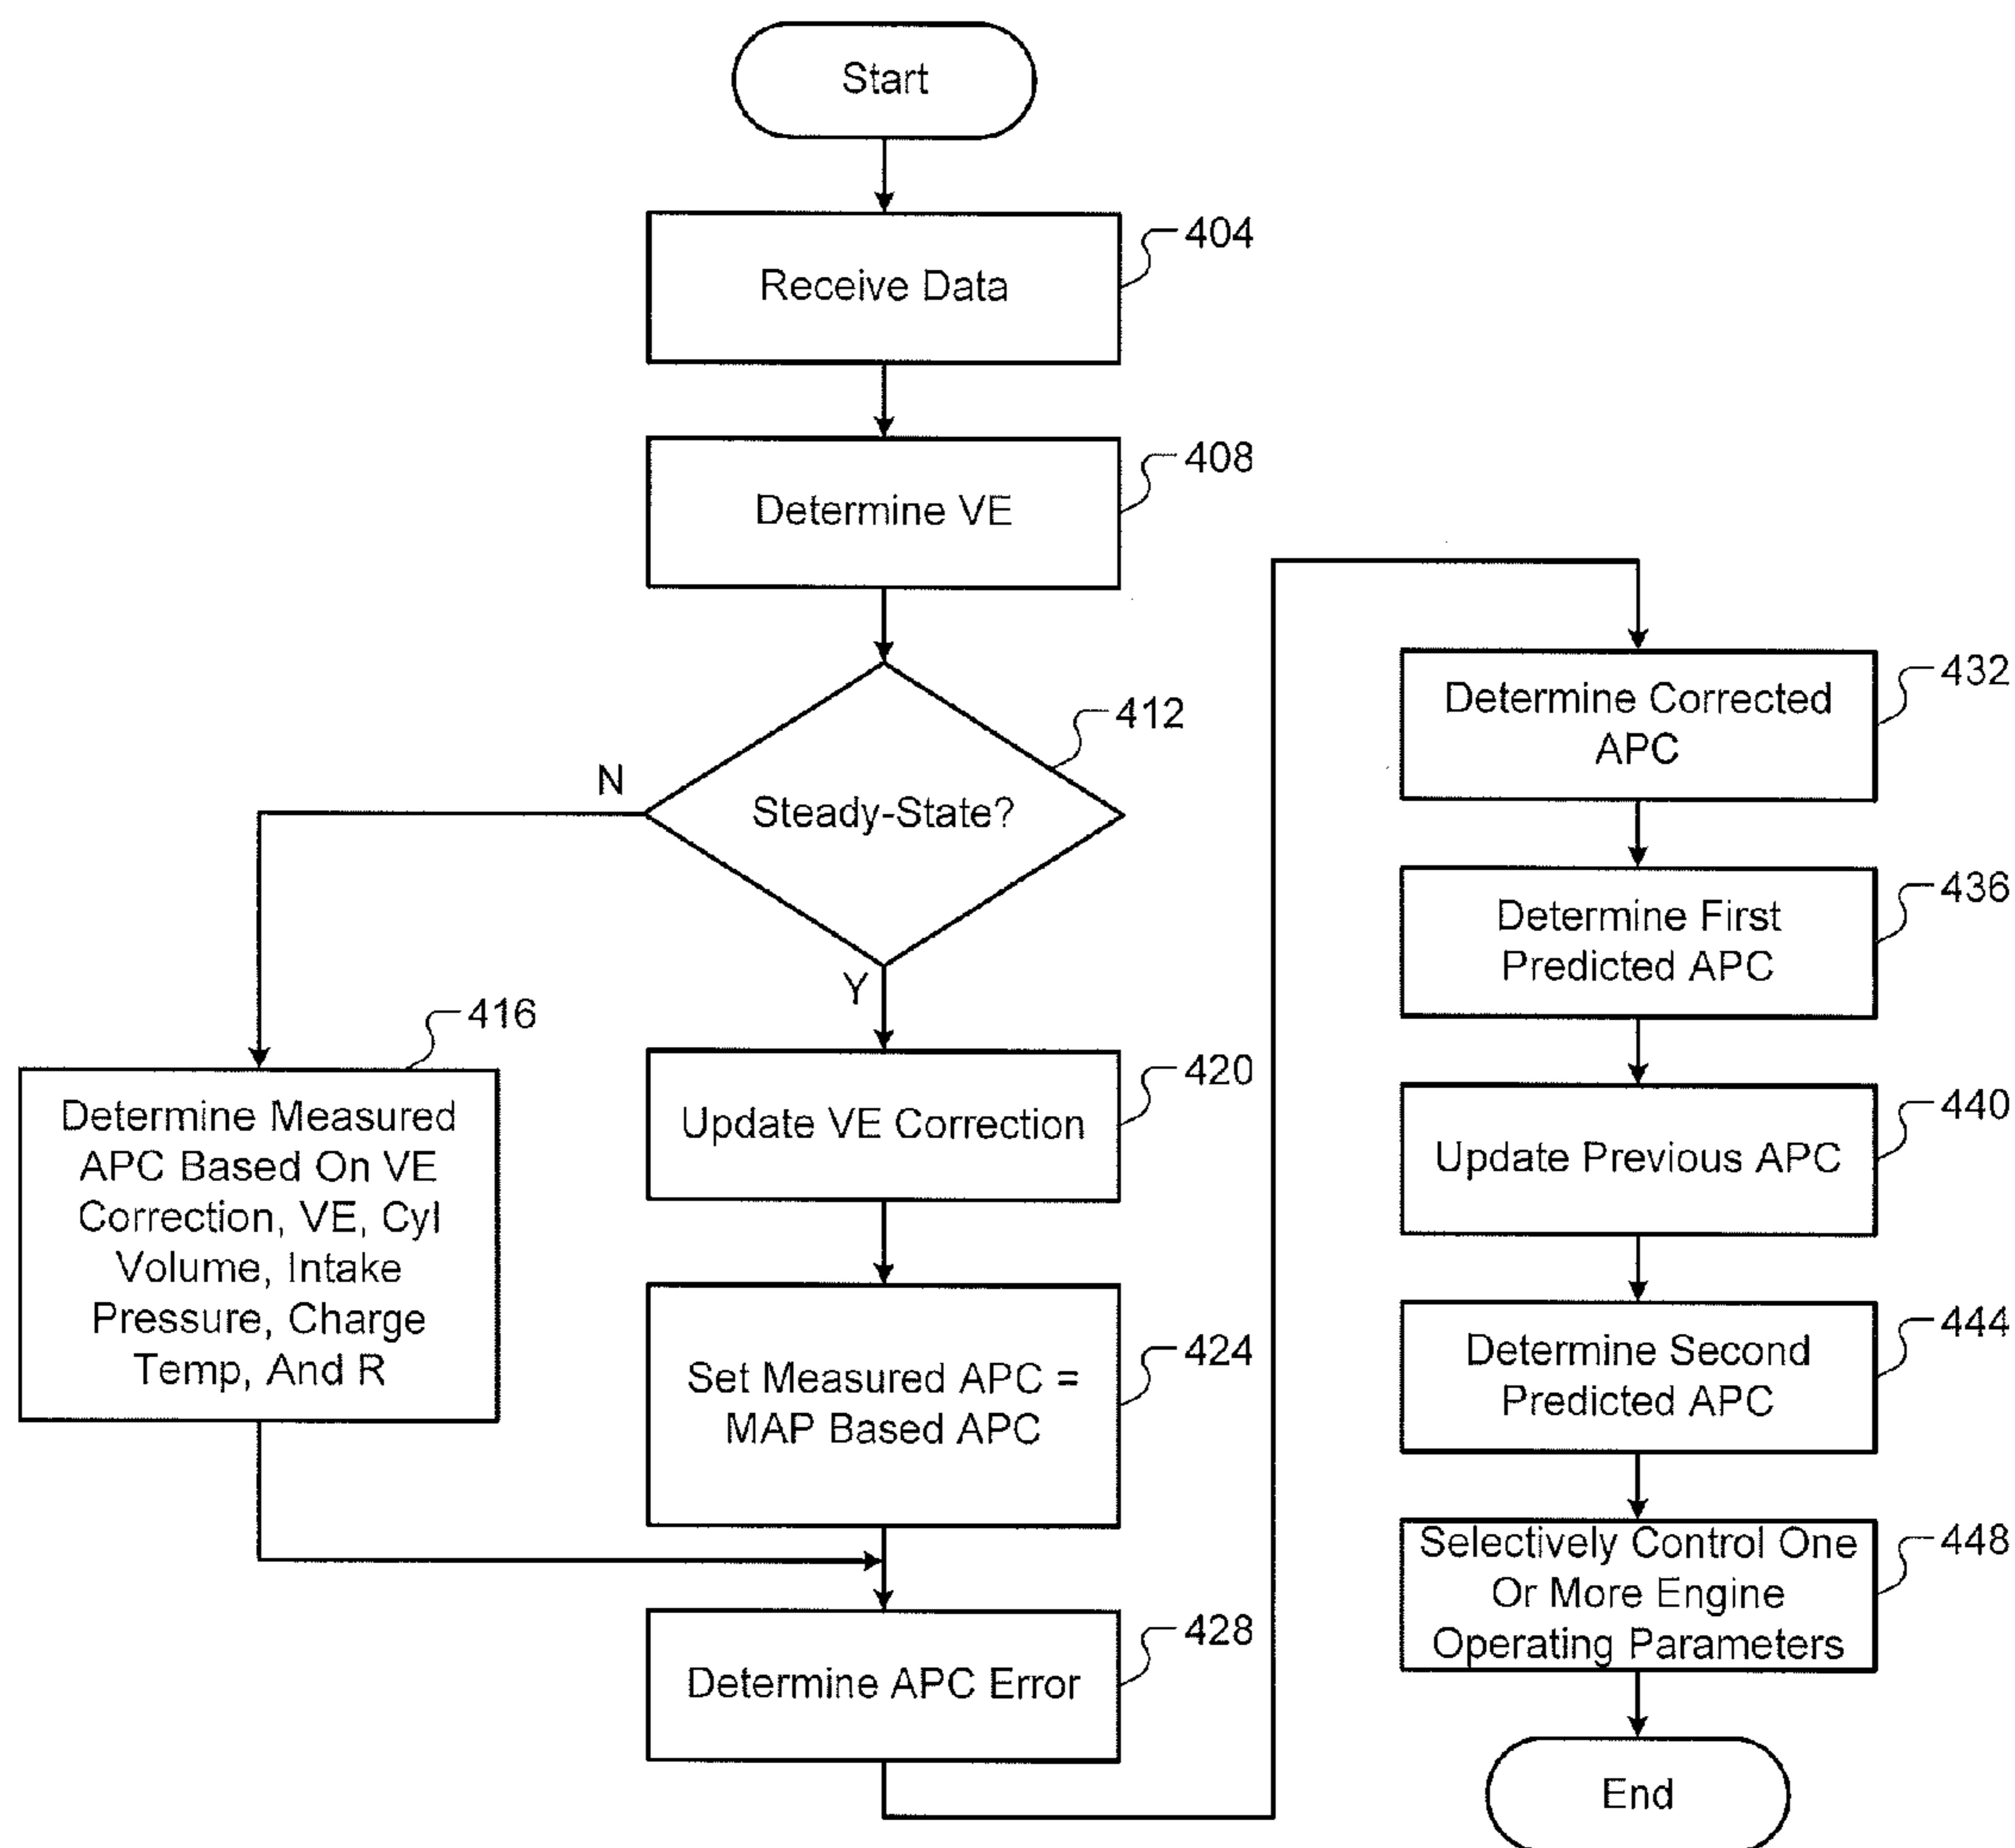 Start
404
Receive Data
408
Determine VE
412
Steady-State?
N
Y
416
Determine Measured
APC Based On VE
Correction, VE, Cyl
Volume, Intake
Pressure, Charge
Temp, And R
420
Update VE Correction
424
Set Measured APC =
MAP Based APC
428
Determine APC Error
432
Determine Corrected
APC
436
Determine First
Predicted APC
440
Update Previous APC
444
Determine Second
Predicted APC
448
Selectively Control One
Or More Engine
Operating Parameters
End